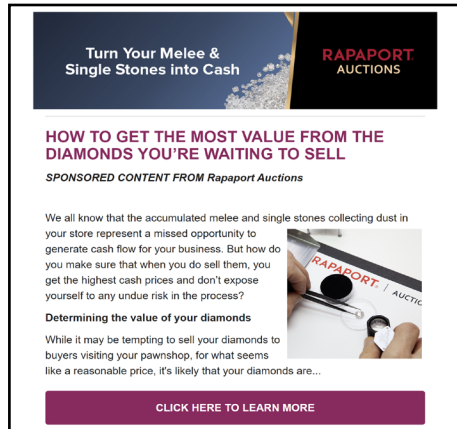 Turn Your Melee &
Single Stones into Cash
RAPAPORT
AUCTIONS
HOW TO GET THE MOST VALUE FROM THE
DIAMONDS YOU'RE WAITING TO SELL
SPONSORED CONTENT FROM Rapaport Auctions
We all know that the accumulated melee and single stones collecting dust in
your store represent a missed opportunity to
generate cash flow for your business. But how do
you make sure that when you do sell them, you
get the highest cash prices and don't expose
yourself to any undue risk in the process?
RAPAPORT | AUCTIO
Determining the value of your diamonds
While it may be tempting to sell your diamonds to
buyers visiting your pawnshop, for what seems
like a reasonable price, it's likely that your diamonds are...
CLICK HERE TO LEARN MORE